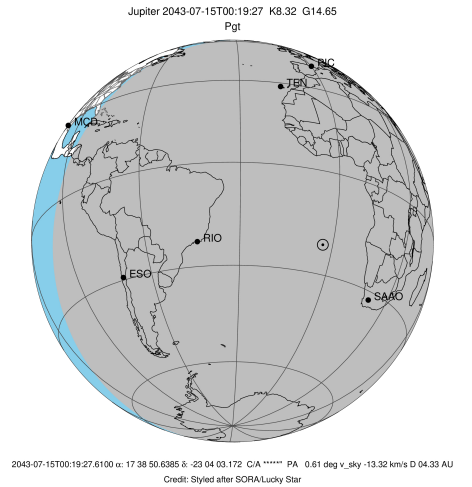 Jupiter 2043-07-15T00:19:27 K8.32 G14.65
Pgt
PIC
TEN
MCD
RIO
ESO
SAAO
2043-07-15T00:19:27.6100 α: 17 38 50.6385 δ: -23 04 03.172 C/A *****" PA 0.61 deg v_sky -13.32 km/s D 04.33 AU
Credit: Styled after SORA/Lucky Star